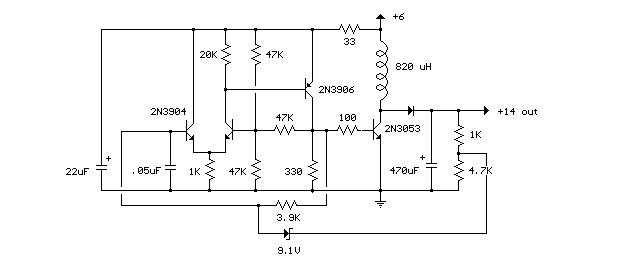 +6
33
20K
47K
820 uH
2N3906
2N3904
47K
100
2N3053
+14 out
1K
+
22uF
.05uF
1K
47K
330
+
470uF
4.7K
3.9K
9.1V